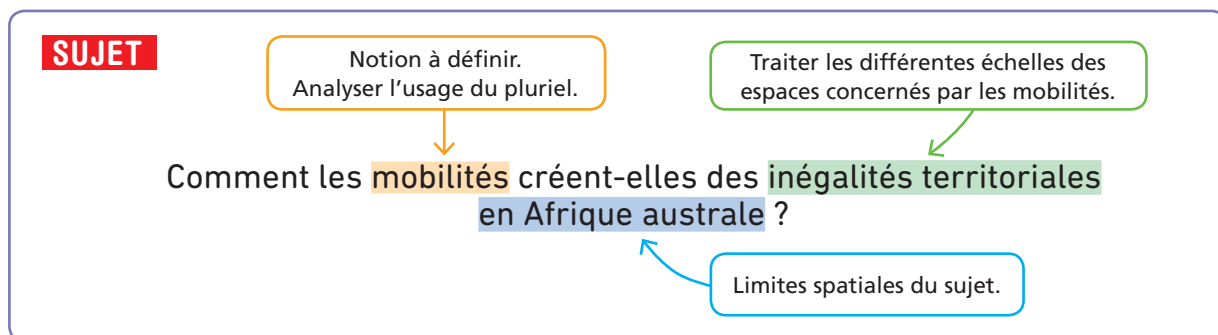 SUJET
Notion à définir.
Analyser l'usage du pluriel.
Traiter les différentes échelles des
espaces concernés par les mobilités.
Comment les mobilités créent-elles des inégalités territoriales
en Afrique australe ?
Limites spatiales du sujet.